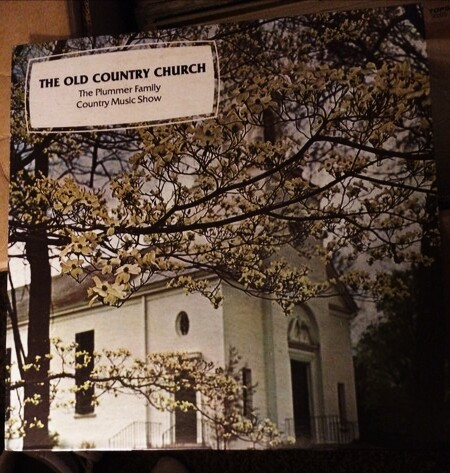 THE OLD COUNTRY CHURCH
The Plummer Family
Country Music Show